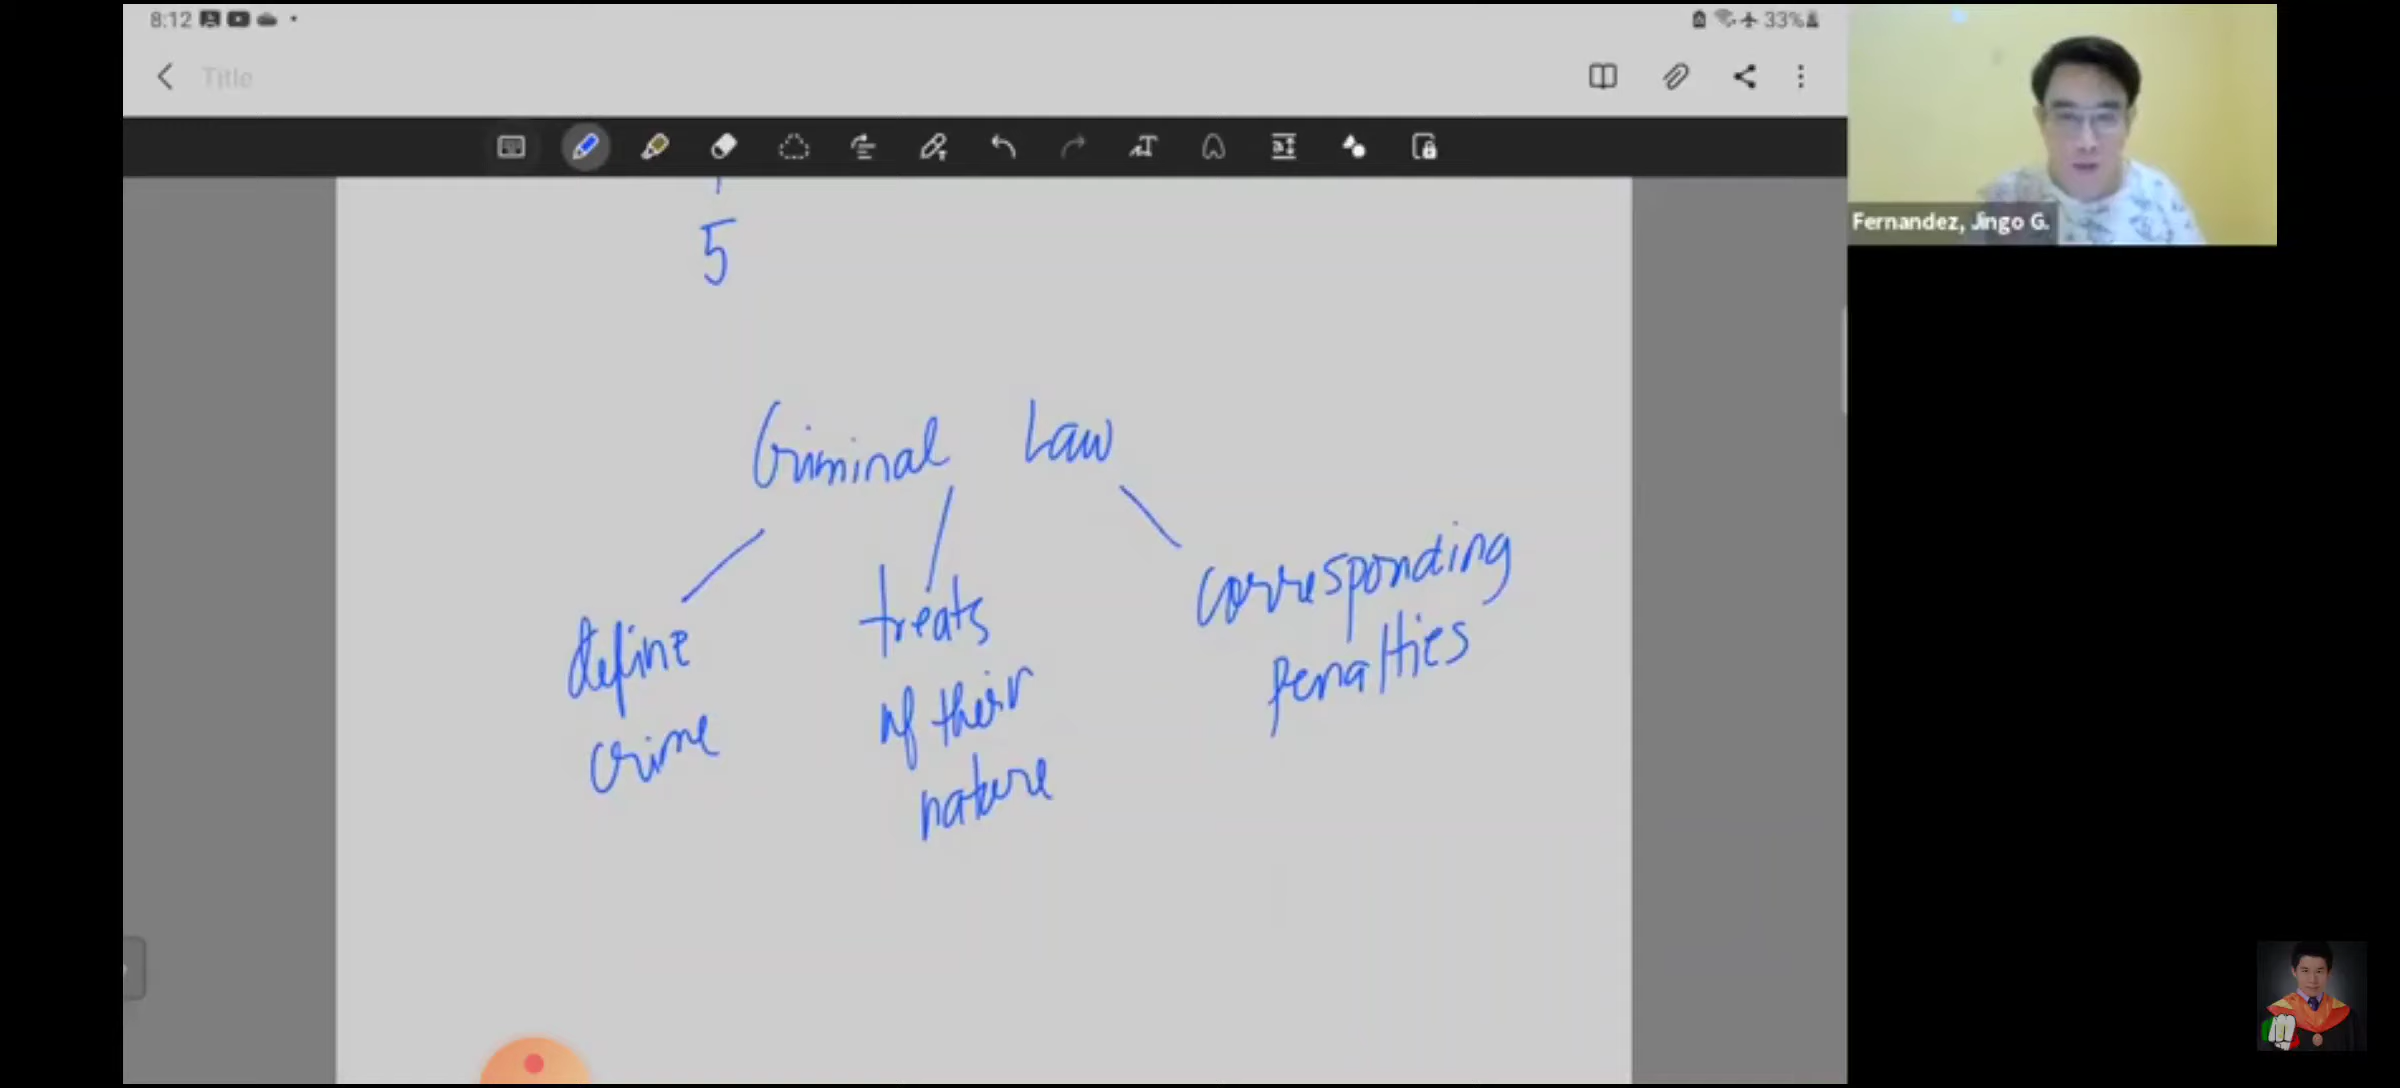 8:12
33%
Title
Fernandez, Jingo G.
5
Criminal Law
define
crime
treats
of their
nature
corresponding
penalties